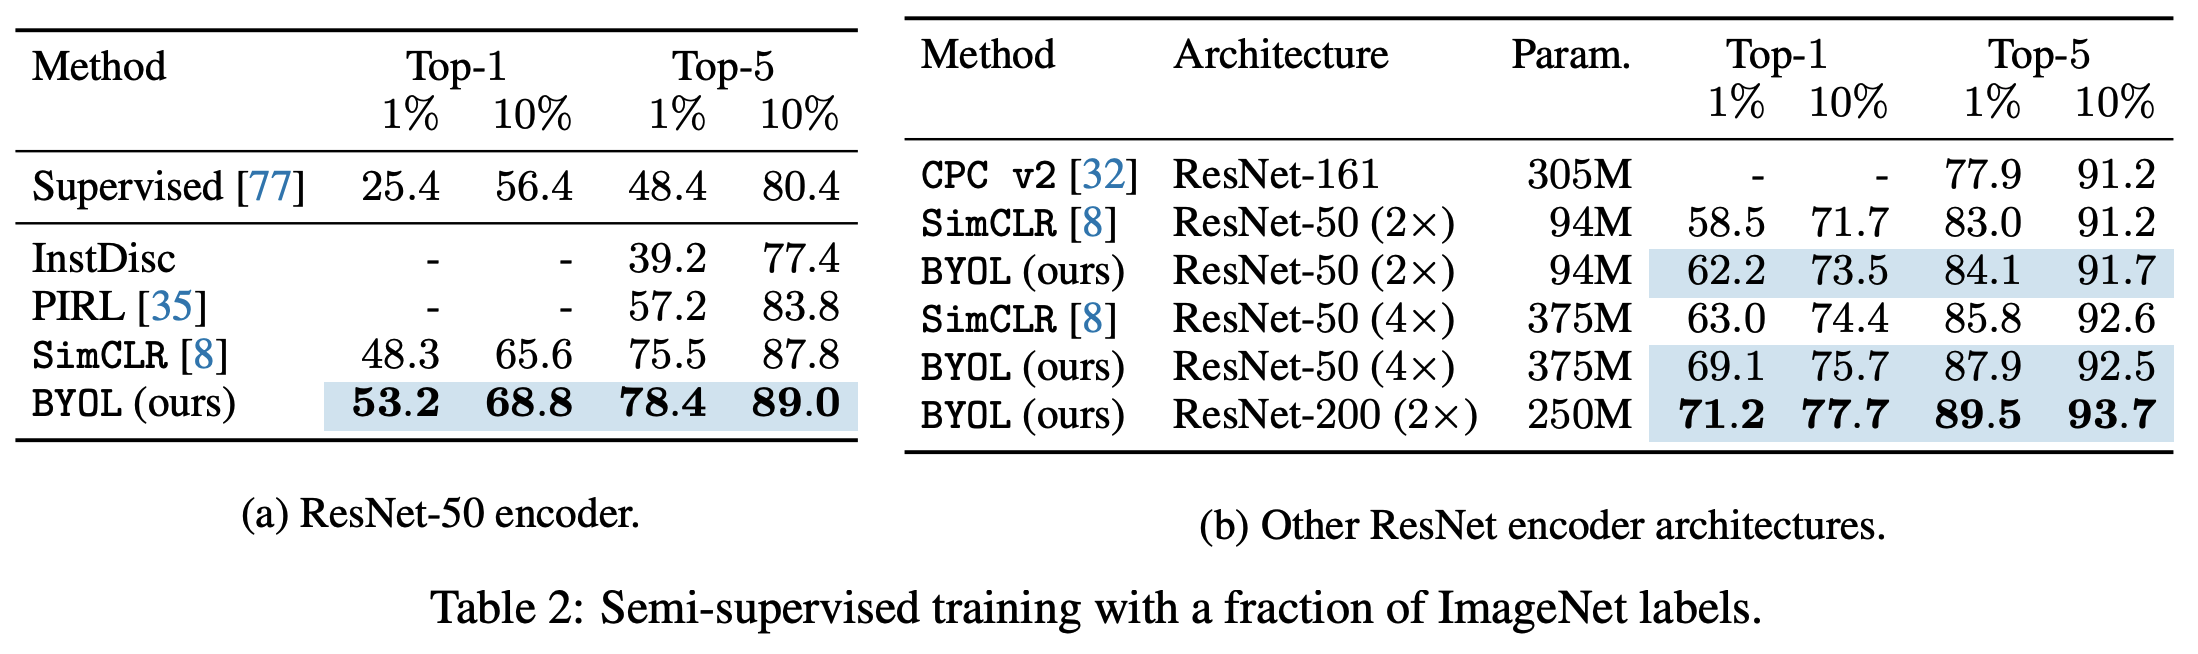 Method Top-1 Top-5
1% 10% 1% 10%
Supervised [77] 25.4 56.4 48.4 80.4
InstDisc - - 39.2 77.4
PIRL [35] - - 57.2 83.8
SimCLR [8] 48.3 65.6 75.5 87.8
BYOL (ours) 53.2 68.8 78.4 89.0
(a) ResNet-50 encoder.
Method Architecture Param. Top-1 Top-5
1% 10% 1% 10%
CPC v2 [32] ResNet-161 305M - - 77.9 91.2
SimCLR [8] ResNet-50 (2×) 94M 58.5 71.7 83.0 91.2
BYOL (ours) ResNet-50 (2×) 94M 62.2 73.5 84.1 91.7
SimCLR [8] ResNet-50 (4×) 375M 63.0 74.4 85.8 92.6
BYOL (ours) ResNet-50 (4×) 375M 69.1 75.7 87.9 92.5
BYOL (ours) ResNet-200 (2×) 250M 71.2 77.7 89.5 93.7
(b) Other ResNet encoder architectures.
Table 2: Semi-supervised training with a fraction of ImageNet labels.